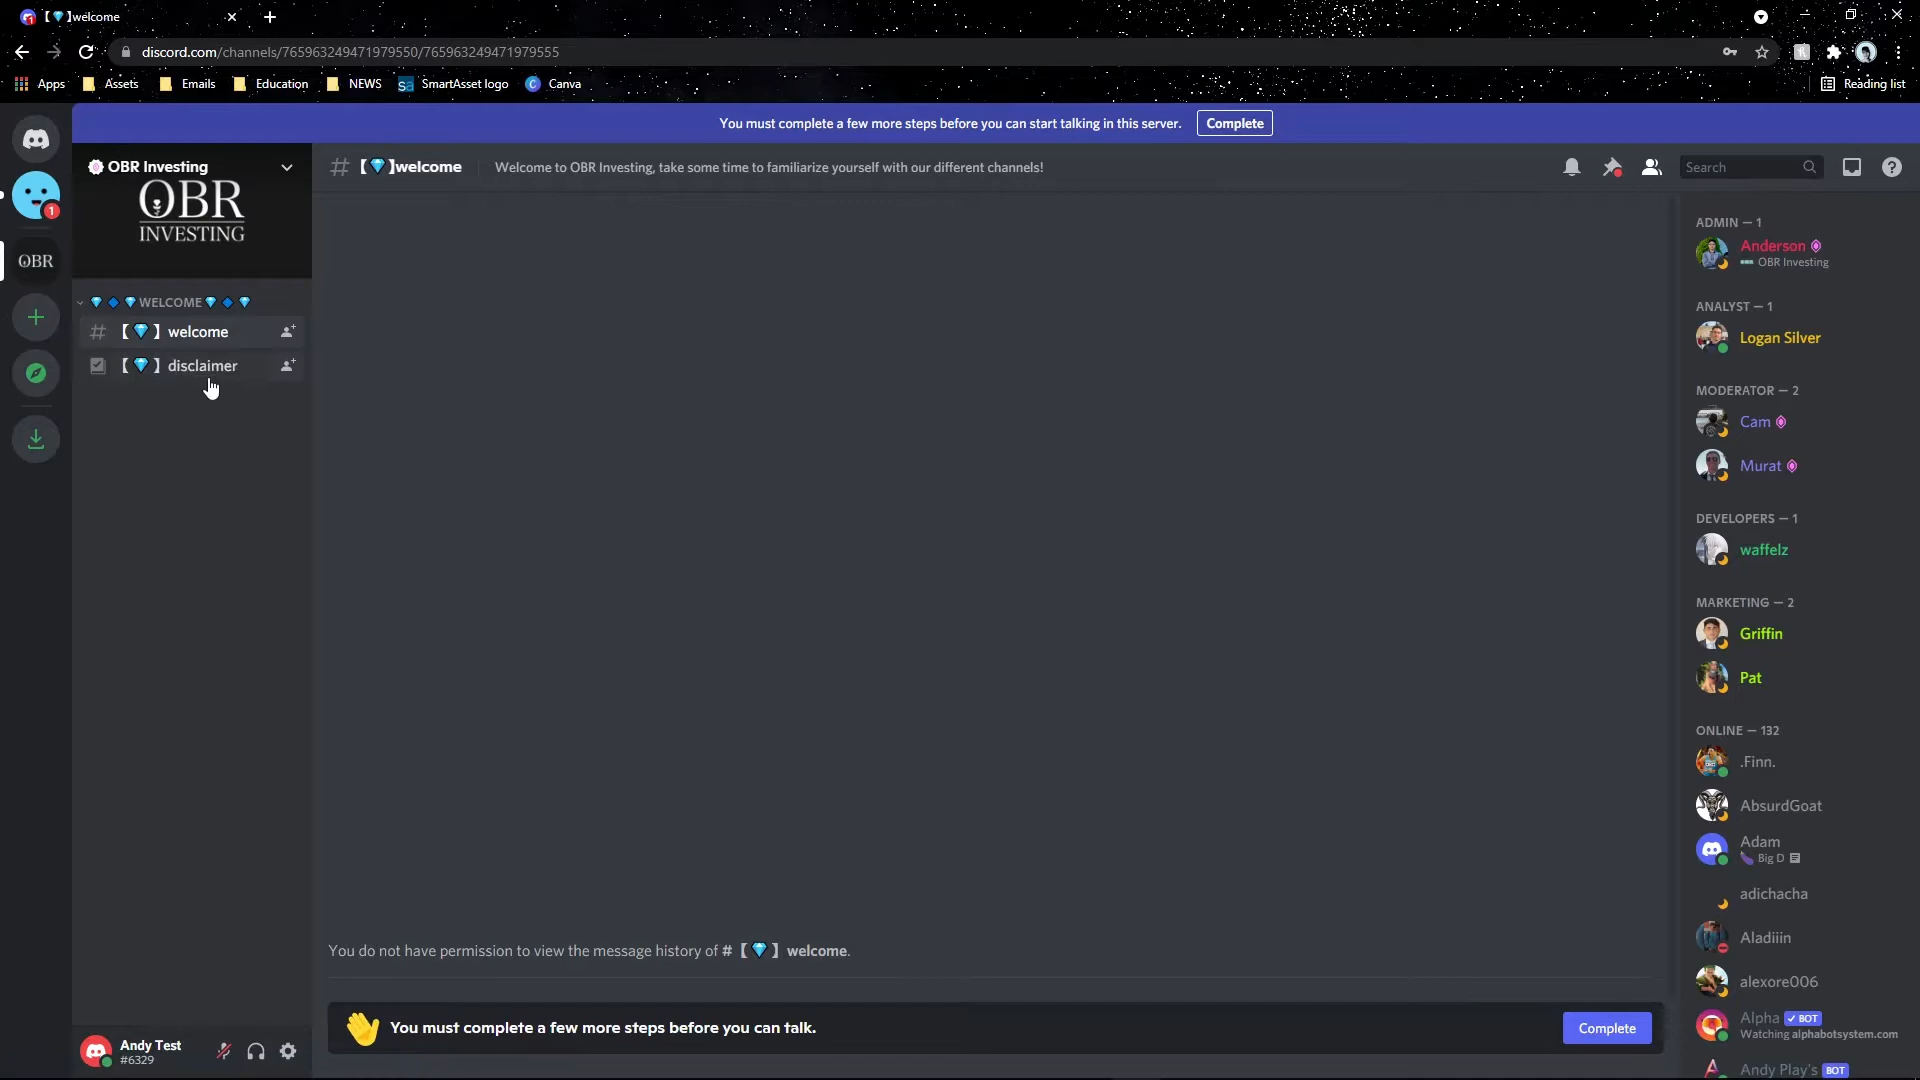 【💎】welcome
discord.com/channels/765963249471979550/765963249471979555
Apps
Assets
Emails
Education
NEWS
sa
SmartAsset logo
C
Canva
Reading list
You must complete a few more steps before you can start talking in this server.
Complete
OBR Investing
OBR
INVESTING
# 【💎】welcome
Welcome to OBR Investing, take some time to familiarize yourself with our different channels!
Search
1
OBR
💎🔹💎WELCOME💎🔹💎
# 【💎】welcome
【💎】disclaimer
You do not have permission to view the message history of # 【💎】welcome.
👋 You must complete a few more steps before you can talk.
Complete
Andy Test
#6329
ADMIN — 1
Anderson
OBR Investing
ANALYST — 1
Logan Silver
MODERATOR — 2
Cam
Murat
DEVELOPERS — 1
waffelz
MARKETING — 2
Griffin
Pat
ONLINE — 132
.Finn.
AbsurdGoat
Adam
🍆 Big D
adichacha
Aladiiin
alexore006
Alpha ✓ BOT
Watching alphabotsystem.com
Andy Play's BOT